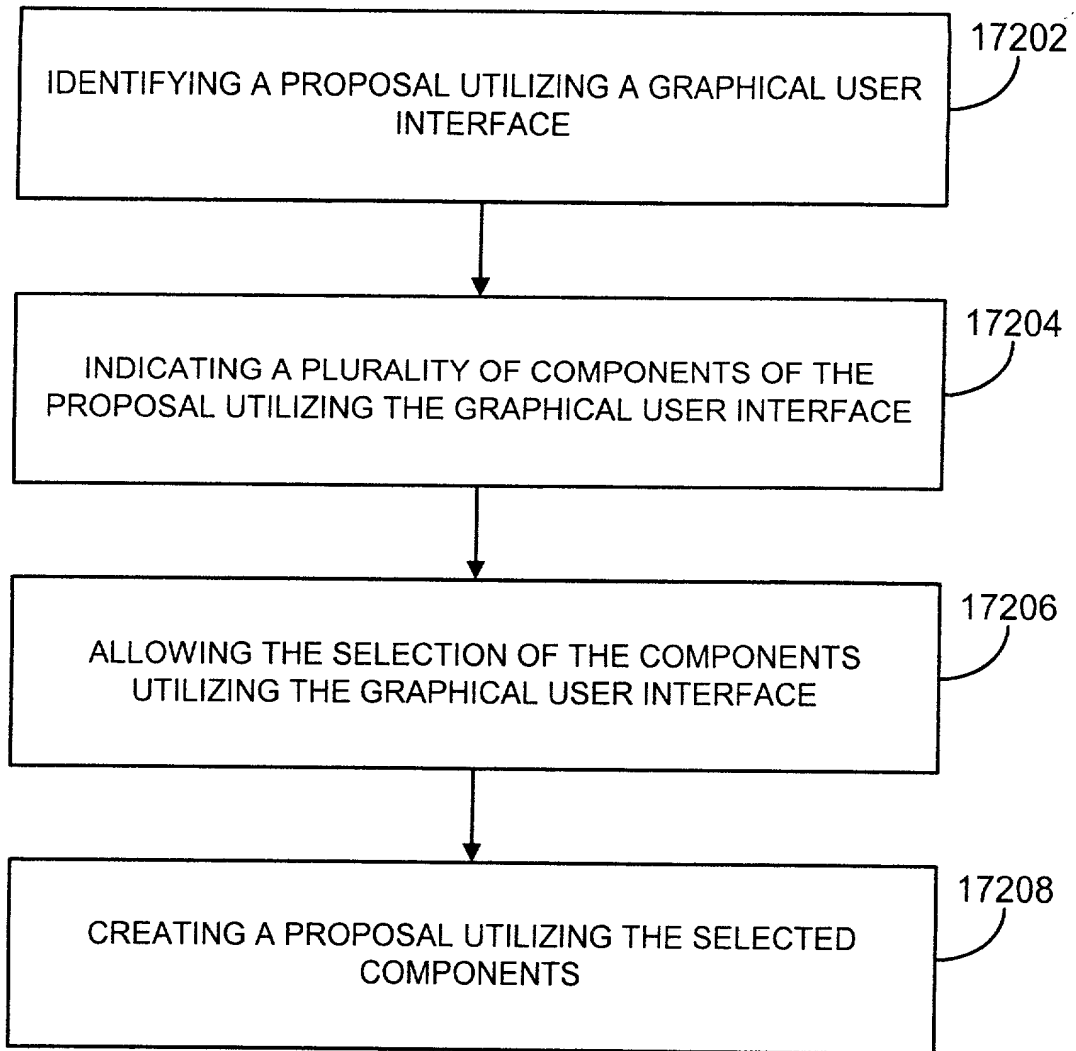 17202
IDENTIFYING A PROPOSAL UTILIZING A GRAPHICAL USER
INTERFACE
17204
INDICATING A PLURALITY OF COMPONENTS OF THE
PROPOSAL UTILIZING THE GRAPHICAL USER INTERFACE
17206
ALLOWING THE SELECTION OF THE COMPONENTS
UTILIZING THE GRAPHICAL USER INTERFACE
17208
CREATING A PROPOSAL UTILIZING THE SELECTED
COMPONENTS